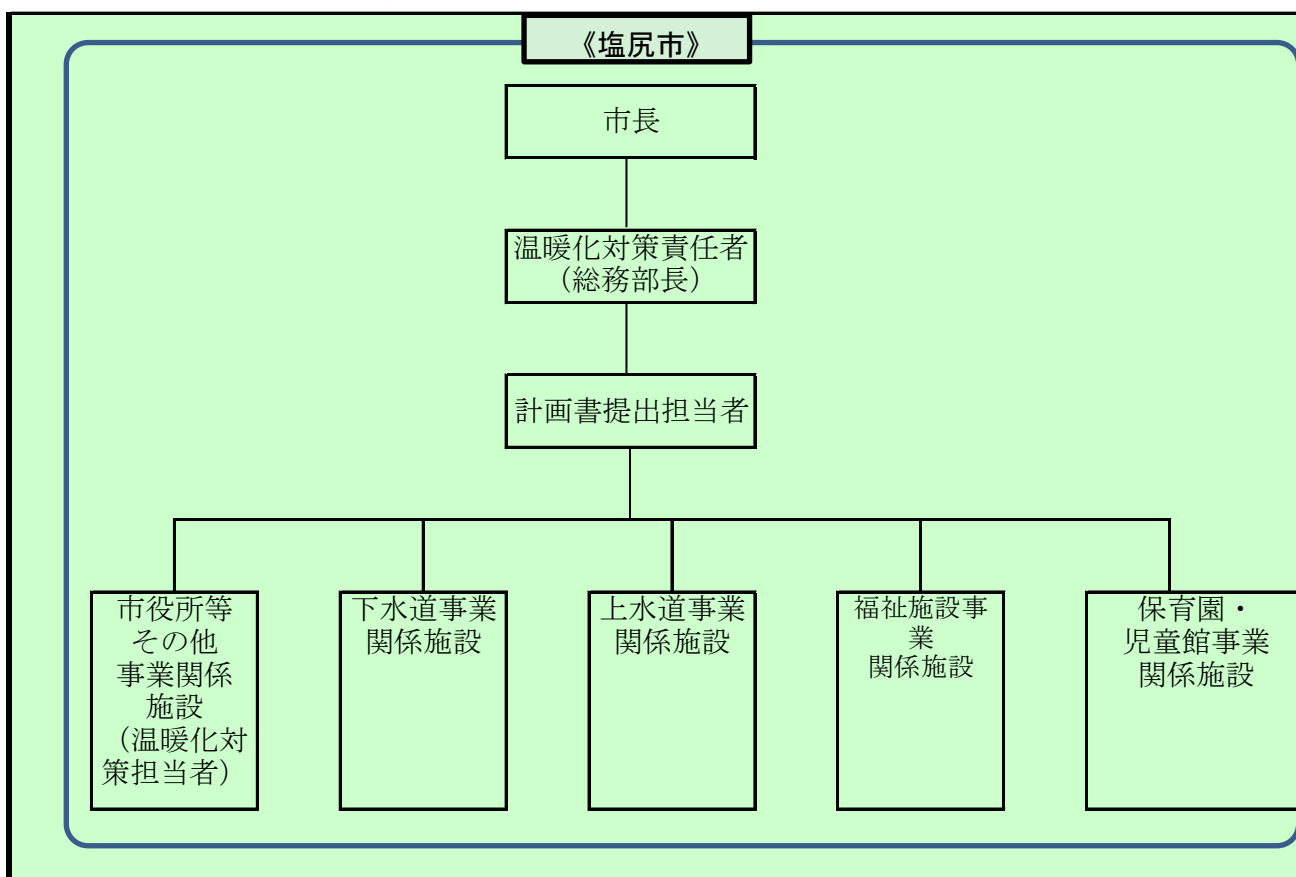 《塩尻市》
市長
温暖化対策責任者
（総務部長）
計画書提出担当者
市役所等
その他
事業関係
施設
（温暖化対
策担当者）
下水道事業
関係施設
上水道事業
関係施設
福祉施設事
業
関係施設
保育園・
児童館事業
関係施設